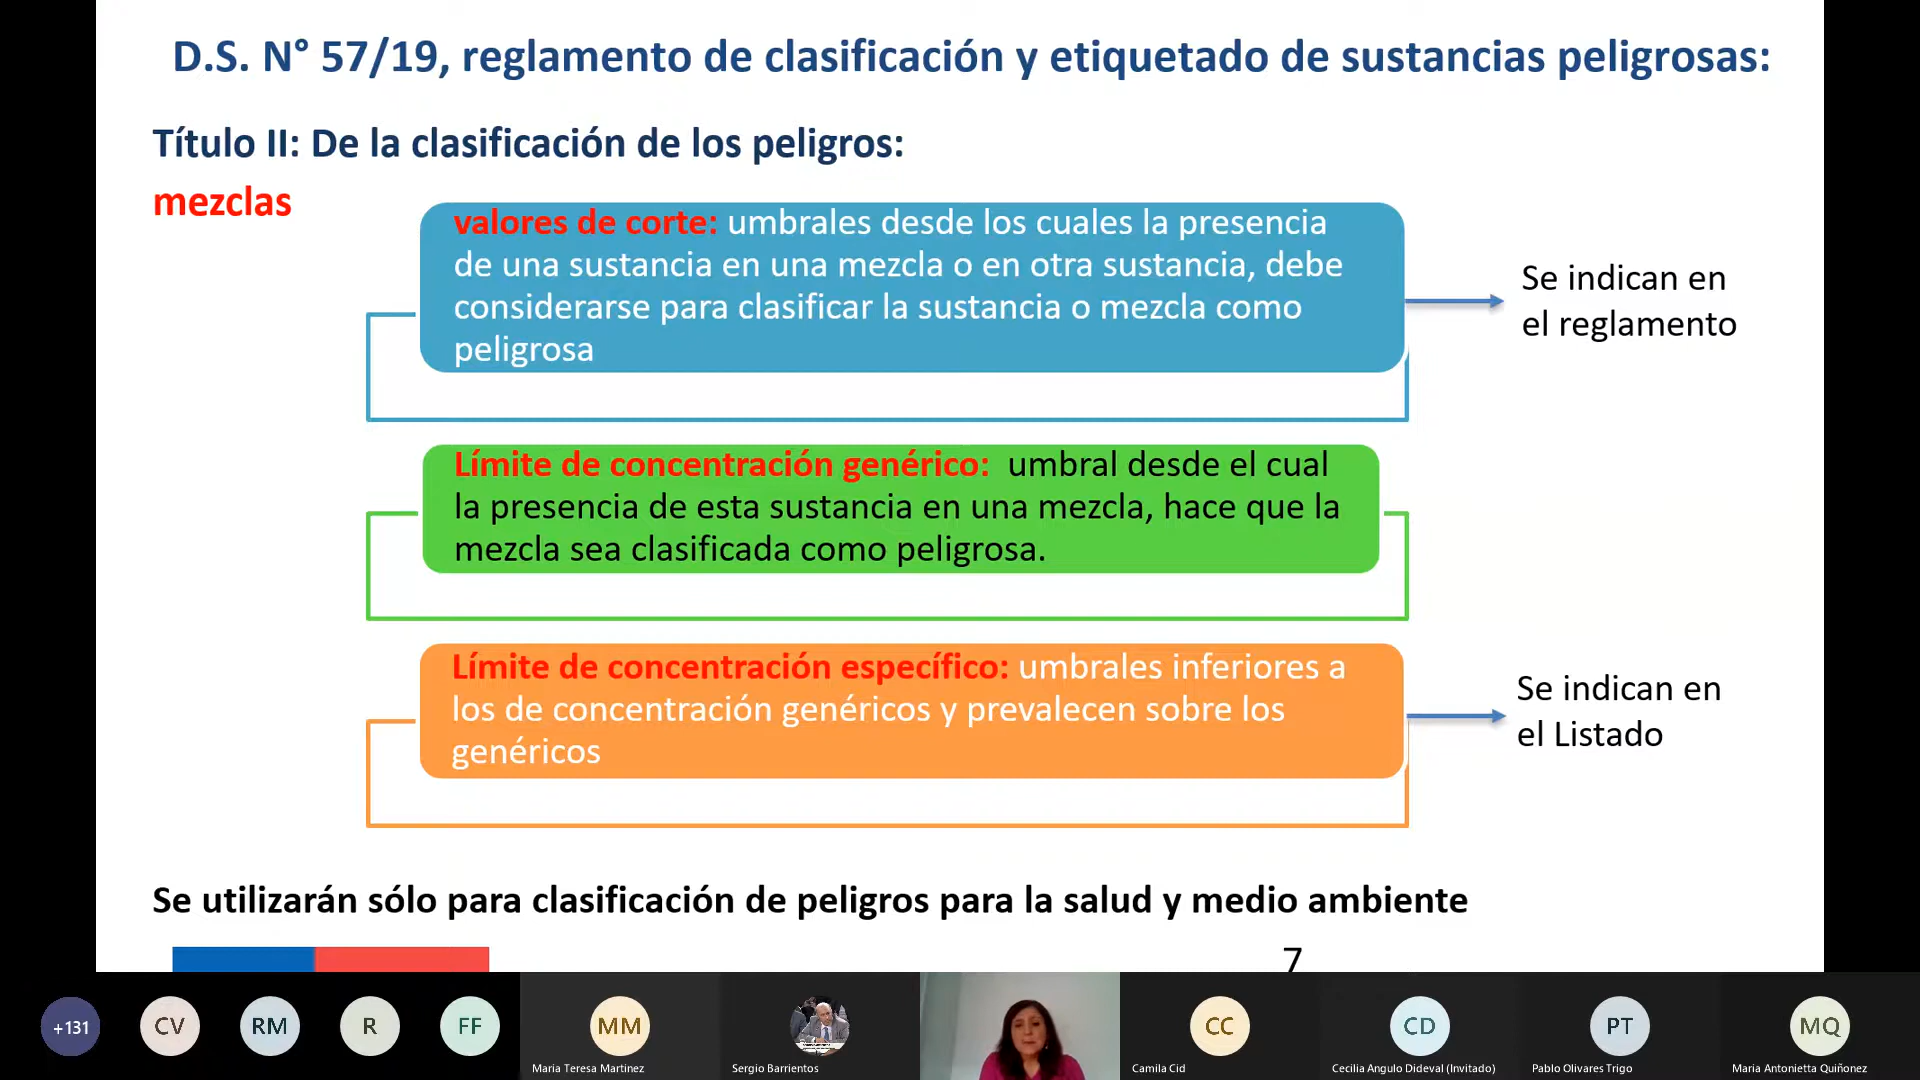 D.S. N° 57/19, reglamento de clasificación y etiquetado de sustancias peligrosas:
Título II: De la clasificación de los peligros:
mezclas
valores de corte: umbrales desde los cuales la presencia
de una sustancia en una mezcla o en otra sustancia, debe
considerarse para clasificar la sustancia o mezcla como
peligrosa
Se indican en
el reglamento
Límite de concentración genérico: umbral desde el cual
la presencia de esta sustancia en una mezcla, hace que la
mezcla sea clasificada como peligrosa.
Límite de concentración específico: umbrales inferiores a
los de concentración genéricos y prevalecen sobre los
genéricos
Se indican en
el Listado
Se utilizarán sólo para clasificación de peligros para la salud y medio ambiente
7
+131
CV
RM
R
FF
MM
CC
CD
PT
MQ
Maria Teresa Martinez
Sergio Barrientos
Camila Cid
Cecilia Angulo Dideval (Invitado)
Pablo Olivares Trigo
Maria Antonietta Quiñonez